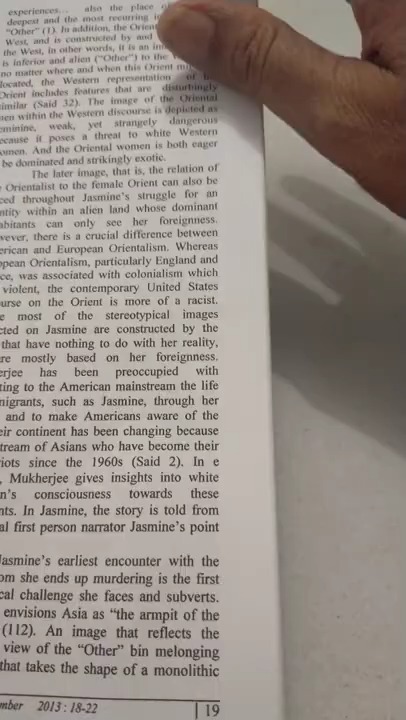 experiences... also the place of
deepest and the most recurring
"Other" (1). In addition, the Orient
West, and is constructed by and
the West, in other words, it is an
is inferior and alien ("Other") to the
no matter where and when this Orient
located, the Western representation of
Orient includes features that are disturbingly
similar (Said 32). The image of the Oriental
men within the Western discourse is depicted as
feminine, weak, yet strangely dangerous
because it poses a threat to white Western
women. And the Oriental women is both eager
be dominated and strikingly exotic.
The later image, that is, the relation of
Orientalist to the female Orient can also be
ced throughout Jasmine's struggle for an
ntity within an alien land whose dominant
abitants can only see her foreignness.
wever, there is a crucial difference between
erican and European Orientalism. Whereas
opean Orientalism, particularly England and
ce, was associated with colonialism which
violent, the contemporary United States
urse on the Orient is more of a racist.
e most of the stereotypical images
cted on Jasmine are constructed by the
that have nothing to do with her reality,
re mostly based on her foreignness.
erjee has been preoccupied with
ting to the American mainstream the life
migrants, such as Jasmine, through her
and to make Americans aware of the
eir continent has been changing because
tream of Asians who have become their
riots since the 1960s (Said 2). In e
, Mukherjee gives insights into white
n's consciousness towards these
nts. In Jasmine, the story is told from
al first person narrator Jasmine's point
Jasmine's earliest encounter with the
om she ends up murdering is the first
cal challenge she faces and subverts.
envisions Asia as "the armpit of the
(112). An image that reflects the
view of the "Other" bin melonging
that takes the shape of a monolithic
mber 2013 : 18-22 | 19